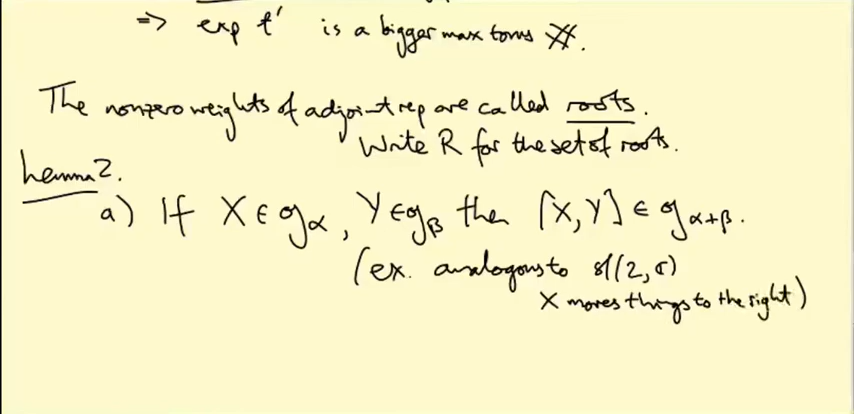 ⇒ exp t' is a bigger max torus ※.
The nonzero weights of adjoint rep are called roots.
Write R for the set of roots.
Lemma 2.
a) If X ∈ g_α, Y ∈ g_β then [X,Y] ∈ g_α+β.
(ex. analogous to sl(2,C)
X moves things to the right)